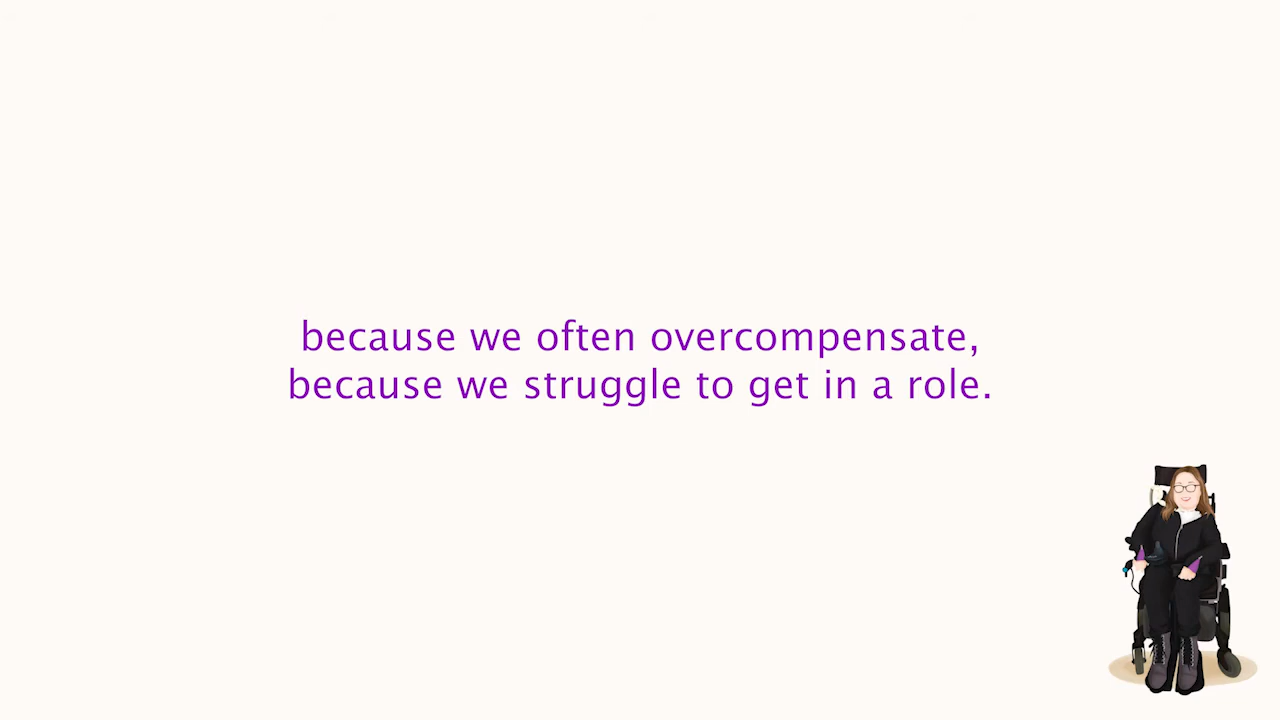 because we often overcompensate,
because we struggle to get in a role.